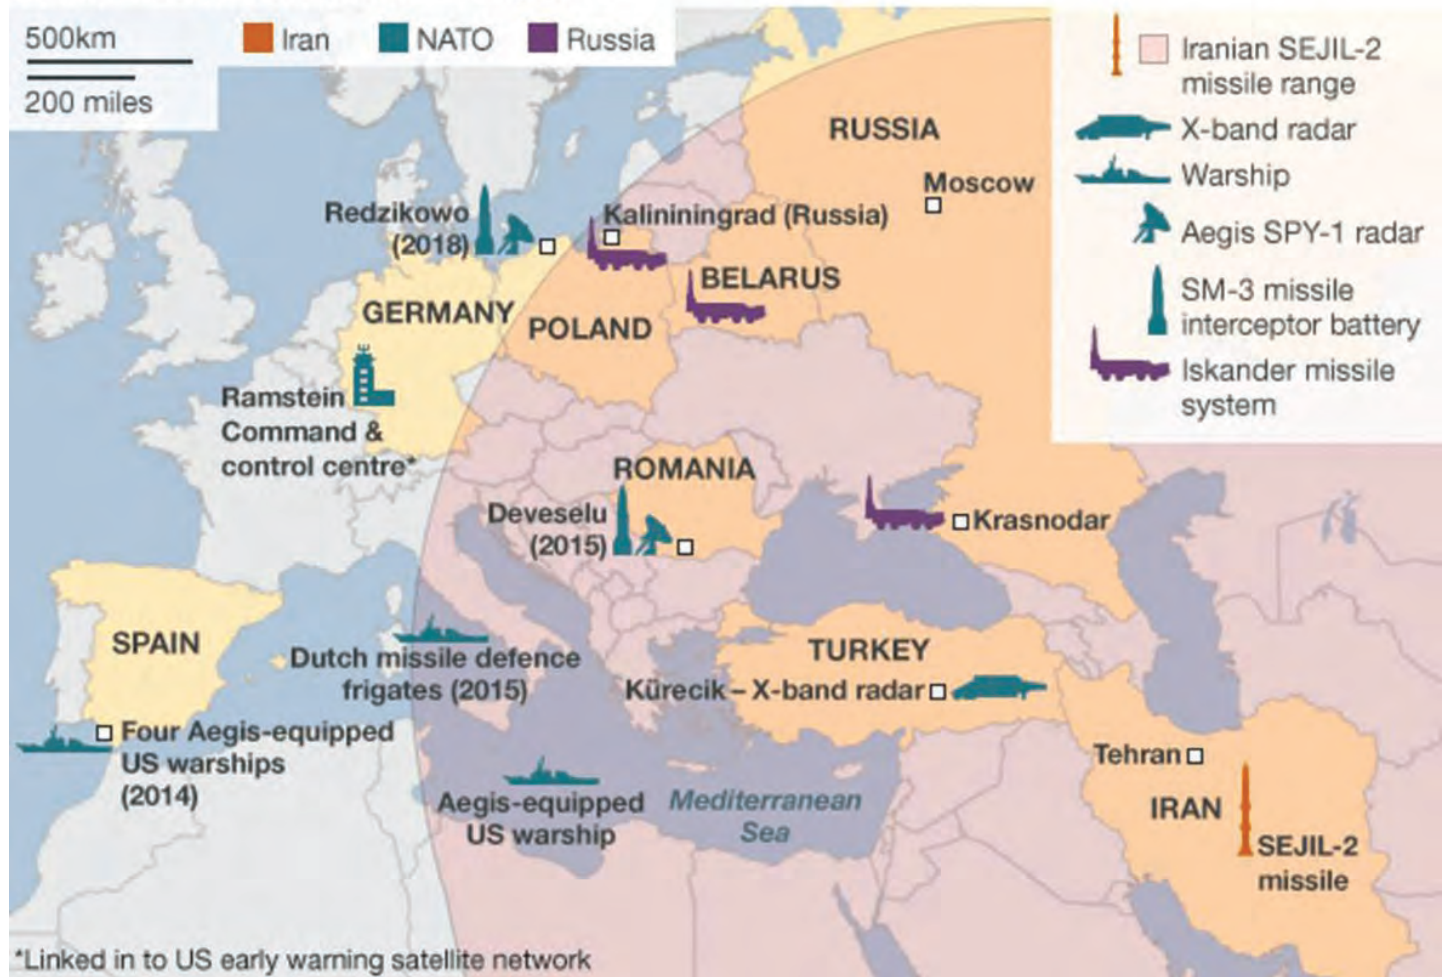 500km
200 miles
Iran
NATO
Russia
Iranian SEJIL-2
missile range
X-band radar
Warship
Aegis SPY-1 radar
SM-3 missile
interceptor battery
Iskander missile
system
RUSSIA
Moscow
Redzikowo
(2018)
Kalininingrad (Russia)
BELARUS
GERMANY
POLAND
Ramstein
Command &
control centre*
ROMANIA
Deveselu
(2015)
Krasnodar
SPAIN
Dutch missile defence
frigates (2015)
TURKEY
Kürecik – X-band radar
Four Aegis-equipped
US warships
(2014)
Aegis-equipped
US warship
Mediterranean
Sea
Tehran
IRAN
SEJIL-2
missile
*Linked in to US early warning satellite network